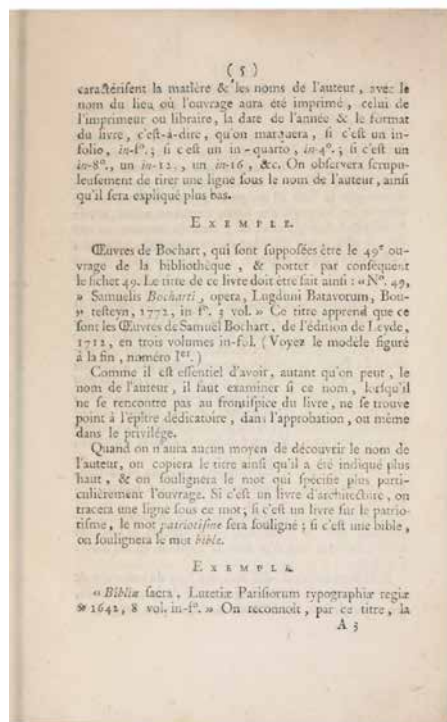 ( 5 )
caractérisent la matière & les noms de l'auteur, avec le
nom du lieu où l'ouvrage aura été imprimé, celui de
l'imprimeur ou libraire, la date de l'année & le format
du livre, c'est-à-dire, qu'on marquera, si c'est un in-
folio, in-f°.; si c'est un in-quarto, in-4°.; si c'est un
in-8°., un in-12., un in-16, &c. On observera scrupu-
leusement de tirer une ligne sous le nom de l'auteur, ainsi
qu'il sera expliqué plus bas.
EXEMPLE.
Œuvres de Bochart, qui sont supposées être le 49e ou-
vrage de la bibliothèque, & porter par conséquent
le fichet 49. Le titre de ce livre doit être fait ainsi : « N°. 49,
» Samuelis Bocharti, opera, Lugduni Batavorum, Bou-
» testeyn, 1772, in f°. 3 vol. » Ce titre apprend que ce
sont les Œuvres de Samuël Bochart, de l'édition de Leyde,
1712, en trois volumes in-fol. (Voyez le modèle figuré
à la fin, numéro Ier.)
Comme il est essentiel d'avoir, autant qu'on peut, le
nom de l'auteur, il faut examiner si ce nom, lorsqu'il
ne se rencontre pas au frontispice du livre, ne se trouve
point à l'épître dédicatoire, dans l'approbation, ou même
dans le privilége.
Quand on n'aura aucun moyen de découvrir le nom de
l'auteur, on copiera le titre ainsi qu'il a été indiqué plus
haut, & on soulignera le mot qui spécifie plus parti-
culièrement l'ouvrage. Si c'est un livre d'architecture, on
tracera une ligne sous ce mot; si c'est un livre sur le patrio-
tisme, le mot patriotisme sera souligné; si c'est une bible,
on soulignera le mot bible.
EXEMPLE.
« Bibliæ sacra, Lutetiæ Parisiorum typographiæ regiæ
» 1642, 8 vol. in-f°. » On reconnoît, par ce titre, la
A 3